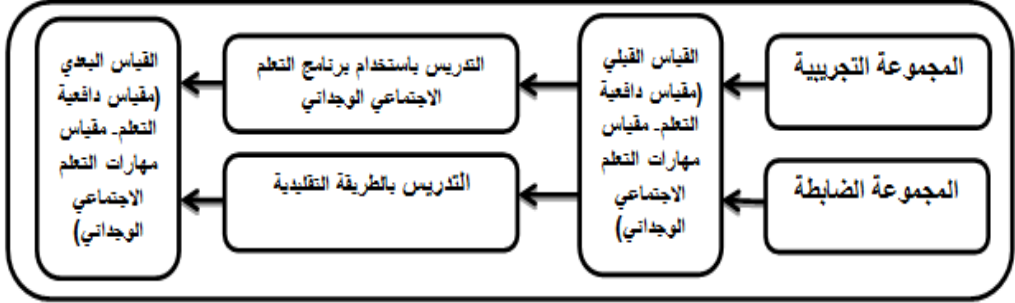 المجموعة التجريبية
المجموعة الضابطة
القياس القبلي
(مقياس دافعية
التعلم- مقياس
مهارات التعلم
الاجتماعي
الوجداني)
التدريس باستخدام برنامج التعلم
الاجتماعي الوجداني
التدريس بالطريقة التقليدية
القياس البعدي
(مقياس دافعية
التعلم- مقياس
مهارات التعلم
الاجتماعي
الوجداني)